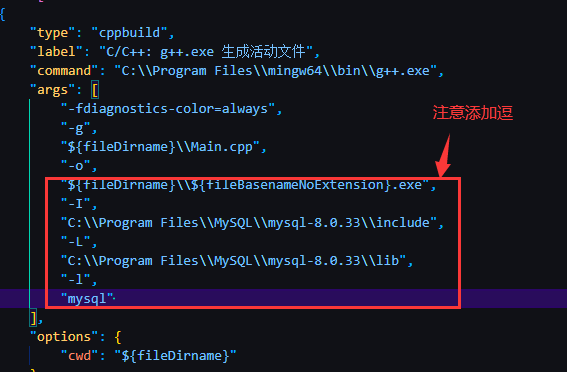 {
"type": "cppbuild",
"label": "C/C++: g++.exe 生成活动文件",
"command": "C:\\Program Files\\mingw64\\bin\\g++.exe",
"args": [
"-fdiagnostics-color=always",
"-g",
注意添加逗
"${fileDirname}\\Main.cpp",
"-o",
"${fileDirname}\\${fileBasenameNoExtension}.exe",
"-I",
"C:\\Program Files\\MySQL\\mysql-8.0.33\\include",
"-L",
"C:\\Program Files\\MySQL\\mysql-8.0.33\\lib",
"-l",
"mysql"
],
"options": {
"cwd": "${fileDirname}"